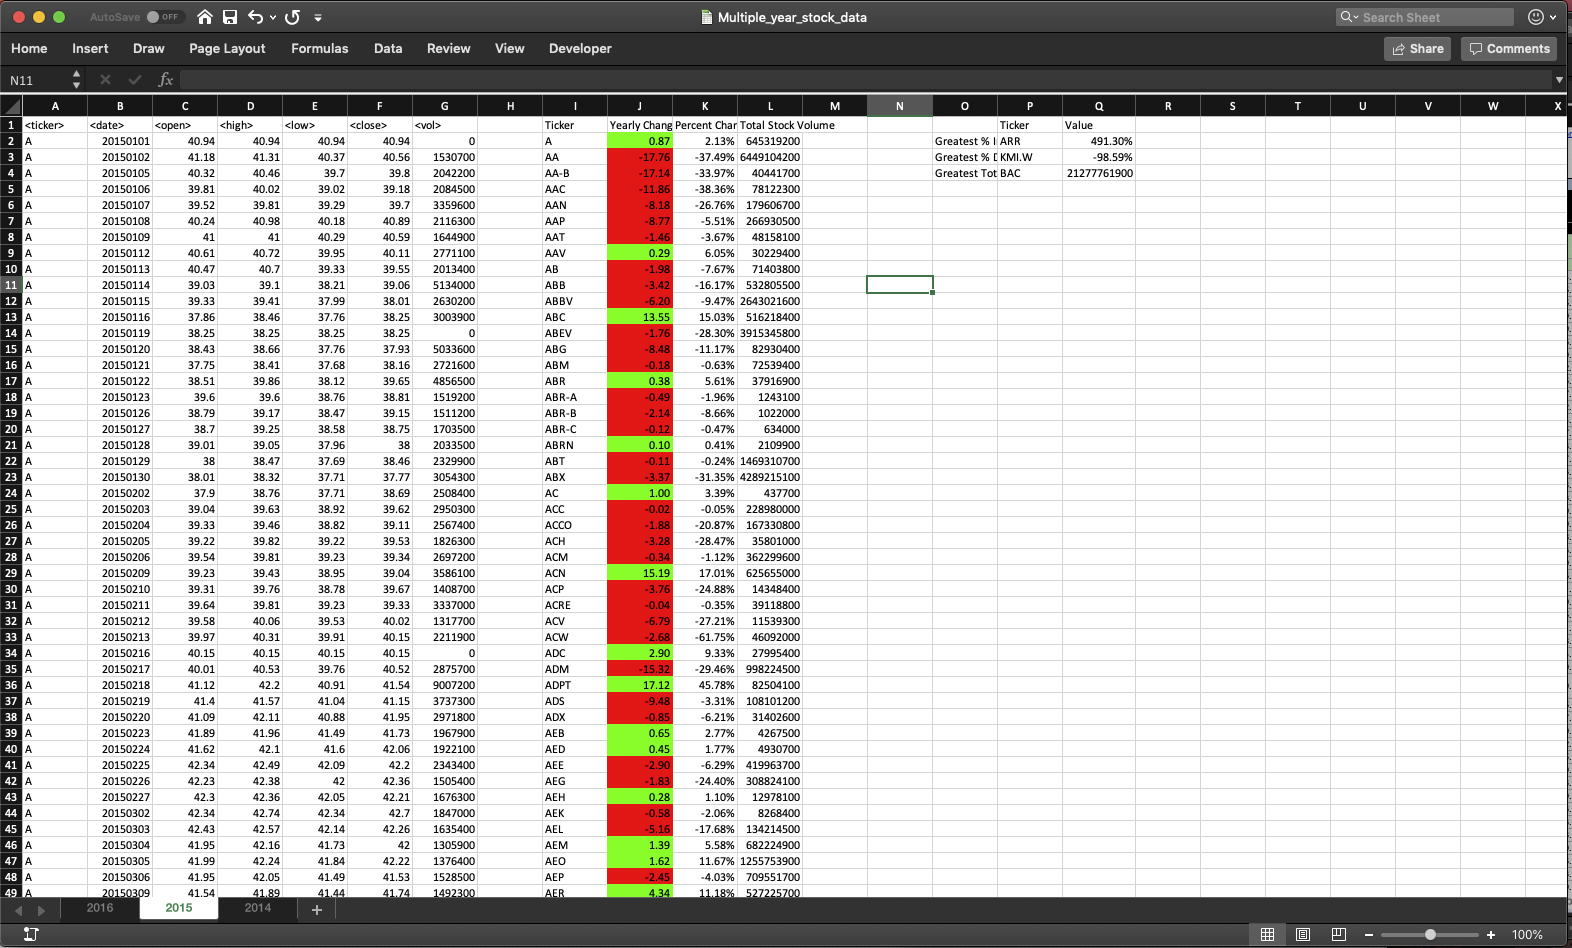 AutoSave OFF Multiple_year_stock_data Search Sheet
Home Insert Draw Page Layout Formulas Data Review View Developer Share Comments
N11 fx
A B C D E F G H I J K L M N O P Q R S T U V W X
1 <ticker> <date> <open> <high> <low> <close> <vol> Ticker Yearly Chang Percent Char Total Stock Volume Ticker Value
2 A 20150101 40.94 40.94 40.94 40.94 0 A 0.87 2.13% 645319200 Greatest % I ARR 491.30%
3 A 20150102 41.18 41.31 40.37 40.56 1530700 AA -17.76 -37.49% 6449104200 Greatest % D KMI.W -98.59%
4 A 20150105 40.32 40.46 39.7 39.8 2042200 AA-B -17.14 -33.97% 40441700 Greatest Tot BAC 21277761900
5 A 20150106 39.81 40.02 39.02 39.18 2084500 AAC -11.86 -38.36% 78122300
6 A 20150107 39.52 39.81 39.29 39.7 3359600 AAN -8.18 -26.76% 179606700
7 A 20150108 40.24 40.98 40.18 40.89 2116300 AAP -8.77 -5.51% 266930500
8 A 20150109 41 41 40.29 40.59 1644900 AAT -1.46 -3.67% 48158100
9 A 20150112 40.61 40.72 39.95 40.11 2771100 AAV 0.29 6.05% 30229400
10 A 20150113 40.47 40.7 39.33 39.55 2013400 AB -1.98 -7.67% 71403800
11 A 20150114 39.03 39.1 38.21 39.06 5134000 ABB -3.42 -16.17% 532805500
12 A 20150115 39.33 39.41 37.99 38.01 2630200 ABBV -6.20 -9.47% 2643021600
13 A 20150116 37.86 38.46 37.76 38.25 3003900 ABC 13.55 15.03% 516218400
14 A 20150119 38.25 38.25 38.25 38.25 0 ABEV -1.76 -28.30% 3915345800
15 A 20150120 38.43 38.66 37.76 37.93 5033600 ABG -8.48 -11.17% 82930400
16 A 20150121 37.75 38.41 37.68 38.16 2721600 ABM -0.18 -0.63% 72539400
17 A 20150122 38.51 39.86 38.12 39.65 4856500 ABR 0.38 5.61% 37916900
18 A 20150123 39.6 39.6 38.76 38.81 1519200 ABR-A -0.49 -1.96% 1243100
19 A 20150126 38.79 39.17 38.47 39.15 1511200 ABR-B -2.14 -8.66% 1022000
20 A 20150127 38.7 39.25 38.58 38.75 1703500 ABR-C -0.12 -0.47% 634000
21 A 20150128 39.01 39.05 37.96 38 2033500 ABRN 0.10 0.41% 2109900
22 A 20150129 38 38.47 37.69 38.46 2329900 ABT -0.11 -0.24% 1469310700
23 A 20150130 38.01 38.32 37.71 37.77 3054300 ABX -3.37 -31.35% 4289215100
24 A 20150202 37.9 38.76 37.71 38.69 2508400 AC 1.00 3.39% 437700
25 A 20150203 39.04 39.63 38.92 39.62 2950300 ACC -0.02 -0.05% 228980000
26 A 20150204 39.33 39.46 38.82 39.11 2567400 ACCO -1.88 -20.87% 167330800
27 A 20150205 39.22 39.82 39.22 39.53 1826300 ACH -3.28 -28.47% 35801000
28 A 20150206 39.54 39.81 39.23 39.34 2697200 ACM -0.34 -1.12% 362299600
29 A 20150209 39.23 39.43 38.95 39.04 3586100 ACN 15.19 17.01% 625655000
30 A 20150210 39.31 39.76 38.78 39.67 1408700 ACP -3.76 -24.88% 14348400
31 A 20150211 39.64 39.81 39.23 39.33 3337000 ACRE -0.04 -0.35% 39118800
32 A 20150212 39.58 40.06 39.53 40.02 1317700 ACV -6.79 -27.21% 11539300
33 A 20150213 39.97 40.31 39.91 40.15 2211900 ACW -2.68 -61.75% 46092000
34 A 20150216 40.15 40.15 40.15 40.15 0 ADC 2.90 9.33% 27995400
35 A 20150217 40.01 40.53 39.76 40.52 2875700 ADM -15.32 -29.46% 998224500
36 A 20150218 41.12 42.2 40.91 41.54 9007200 ADPT 17.12 45.78% 82504100
37 A 20150219 41.4 41.57 41.04 41.15 3737300 ADS -9.48 -3.31% 108101200
38 A 20150220 41.09 42.11 40.88 41.95 2971800 ADX -0.85 -6.21% 31402600
39 A 20150223 41.89 41.96 41.49 41.73 1967900 AEB 0.65 2.77% 4267500
40 A 20150224 41.62 42.1 41.6 42.06 1922100 AED 0.45 1.77% 4930700
41 A 20150225 42.34 42.49 42.09 42.2 2343400 AEE -2.90 -6.29% 419963700
42 A 20150226 42.23 42.38 42 42.36 1505400 AEG -1.83 -24.40% 308824100
43 A 20150227 42.3 42.36 42.05 42.21 1676300 AEH 0.28 1.10% 12978100
44 A 20150302 42.34 42.74 42.34 42.7 1847000 AEK -0.58 -2.06% 8268400
45 A 20150303 42.43 42.57 42.14 42.26 1635400 AEL -5.16 -17.68% 134214500
46 A 20150304 41.95 42.16 41.73 42 1305900 AEM 1.39 5.58% 682224900
47 A 20150305 41.99 42.24 41.84 42.22 1376400 AEO 1.62 11.67% 1255753900
48 A 20150306 41.95 42.05 41.49 41.53 1528500 AEP -2.45 -4.03% 709551700
49 A 20150309 41.54 41.89 41.44 41.74 1492300 AER 4.34 11.18% 527225700
2016 2015 2014 +
100%